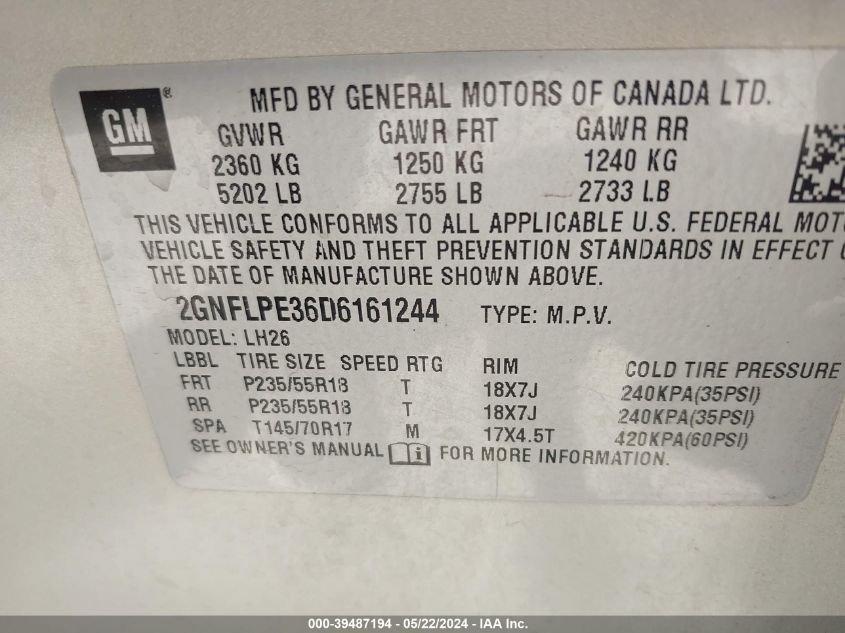 GM ®
MFD BY GENERAL MOTORS OF CANADA LTD.
GVWR GAWR FRT GAWR RR
2360 KG 1250 KG 1240 KG
5202 LB 2755 LB 2733 LB
THIS VEHICLE CONFORMS TO ALL APPLICABLE U.S. FEDERAL MOT
VEHICLE SAFETY AND THEFT PREVENTION STANDARDS IN EFFECT
THE DATE OF MANUFACTURE SHOWN ABOVE.
2GNFLPE36D6161244 TYPE: M.P.V.
MODEL: LH26
LBBL TIRE SIZE SPEED RTG RIM COLD TIRE PRESSURE
FRT P235/55R18 T 18X7J 240KPA(35PSI)
RR P235/55R18 T 18X7J 240KPA(35PSI)
SPA T145/70R17 M 17X4.5T 420KPA(60PSI)
SEE OWNER'S MANUAL FOR MORE INFORMATION.
000-39487194 - 05/22/2024 - IAA Inc.